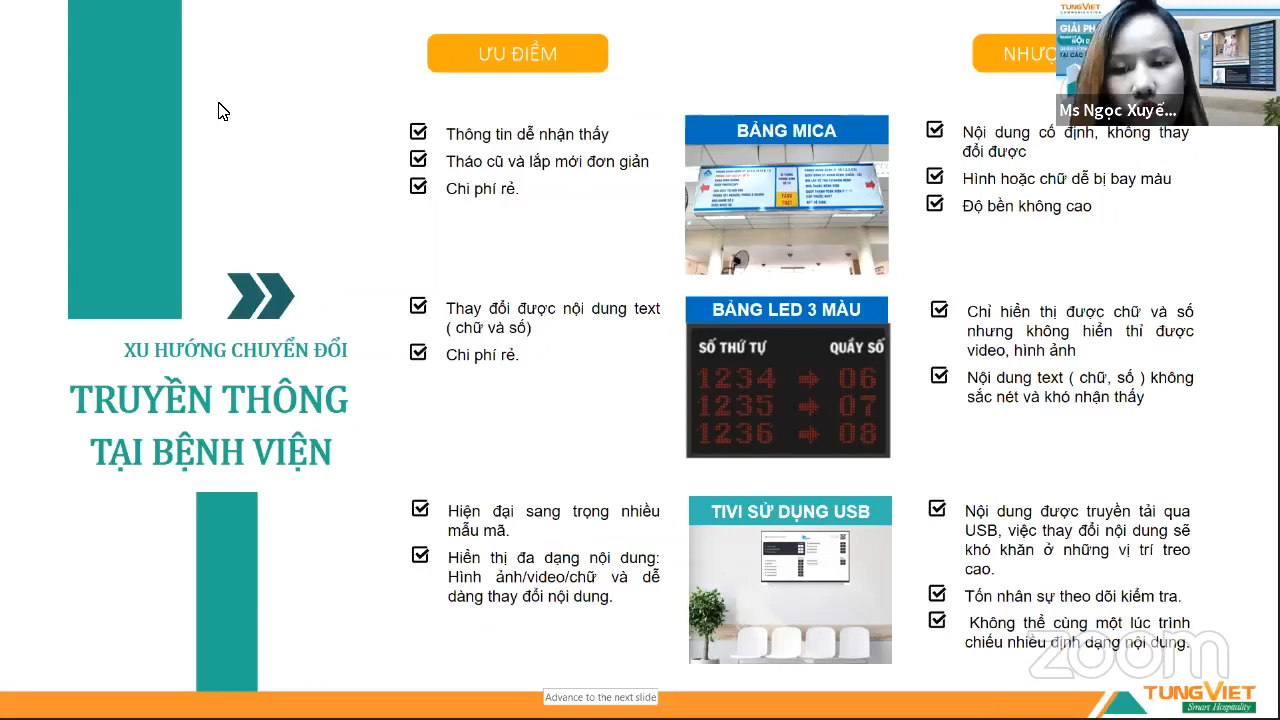 ƯU ĐIỂM
TUNGVIET
GIẢI PH
Ms Ngọc Xuyế...
XU HƯỚNG CHUYỂN ĐỔI
TRUYỀN THÔNG
TẠI BỆNH VIỆN
Thông tin dễ nhận thấy
Tháo cũ và lắp mới đơn giản
Chi phí rẻ.
BẢNG MICA
Nội dung cố định, không thay
đổi được
Hình hoặc chữ dễ bị bay màu
Độ bền không cao
Thay đổi được nội dung text
( chữ và số)
Chi phí rẻ.
BẢNG LED 3 MÀU
SỐ THỨ TỰ QUẦY SỐ
1234 → 06
1235 → 07
1236 → 08
Chỉ hiển thị được chữ và số
nhưng không hiển thỉ được
video, hình ảnh
Nội dung text ( chữ, số ) không
sắc nét và khó nhận thấy
Hiện đại sang trọng nhiều
mẫu mã.
Hiển thị đa dạng nội dung:
Hình ảnh/video/chữ và dễ
dàng thay đổi nội dung.
TIVI SỬ DỤNG USB
Nội dung được truyền tải qua
USB, việc thay đổi nội dung sẽ
khó khăn ở những vị trí treo
cao.
Tốn nhân sự theo dõi kiểm tra.
Không thể cùng một lúc trình
chiếu nhiều định dạng nội dung.
zoom
Advance to the next slide
TUNGVIET
Smart Hospitality